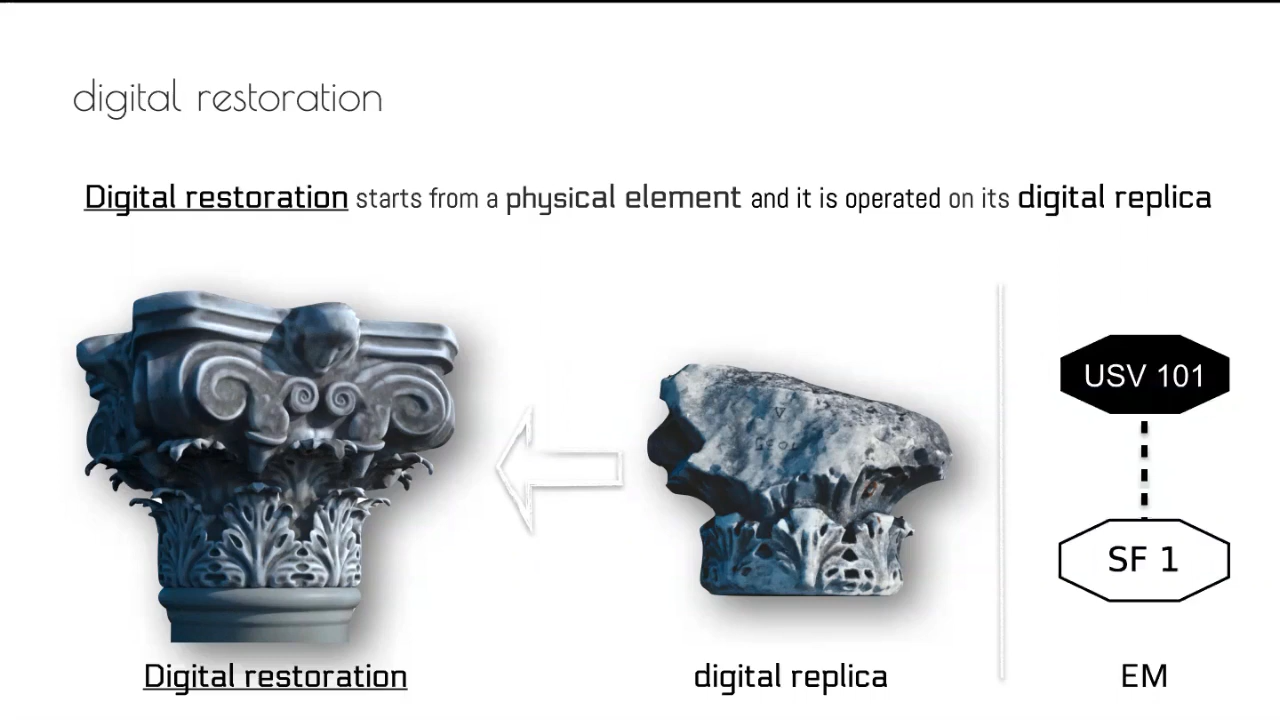 digital restoration
Digital restoration starts from a physical element and it is operated on its digital replica
USV 101
SF 1
Digital restoration
digital replica
EM